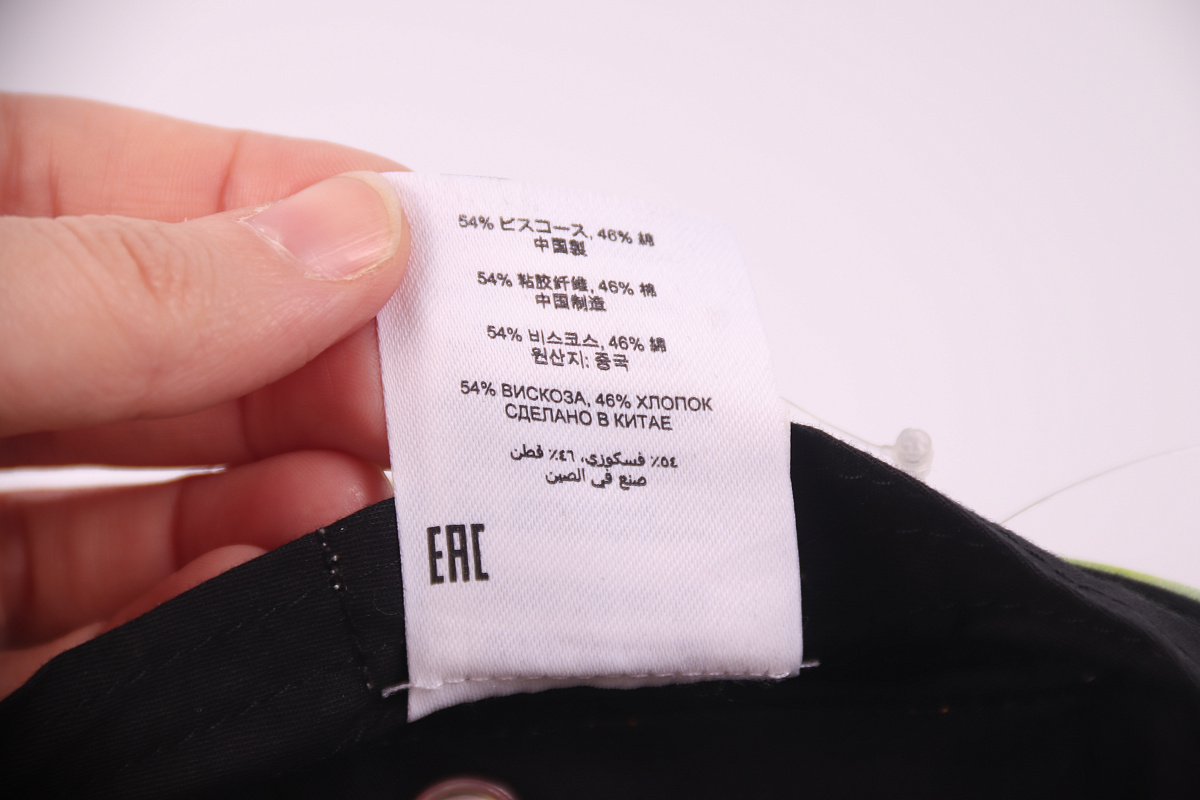 54% ビスコース, 46% 綿
中国製
54% 粘胶纤维, 46% 棉
中国制造
54% 비스코스, 46% 綿
원산지: 중국
54% ВИСКОЗА, 46% ХЛОПОК
СДЕЛАНО В КИТАЕ
٥٤٪ فسكوزي، ٤٦٪ قطن
صنع في الصين
EAC